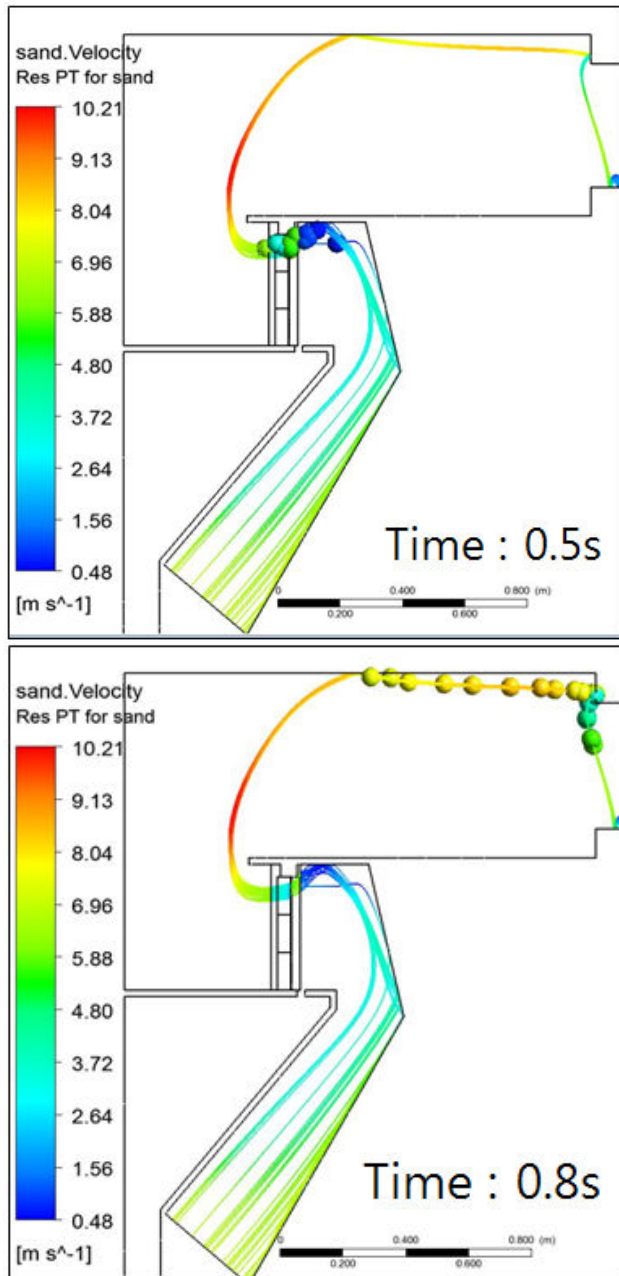 sand.Velocity
Res PT for sand
10.21
9.13
8.04
6.96
5.88
4.80
3.72
2.64
1.56
0.48
[m s^-1]
Time : 0.5s
0 0.400 0.800 (m)
0.200 0.600
sand.Velocity
Res PT for sand
10.21
9.13
8.04
6.96
5.88
4.80
3.72
2.64
1.56
0.48
[m s^-1]
Time : 0.8s
0 0.400 0.800 (m)
0.200 0.600